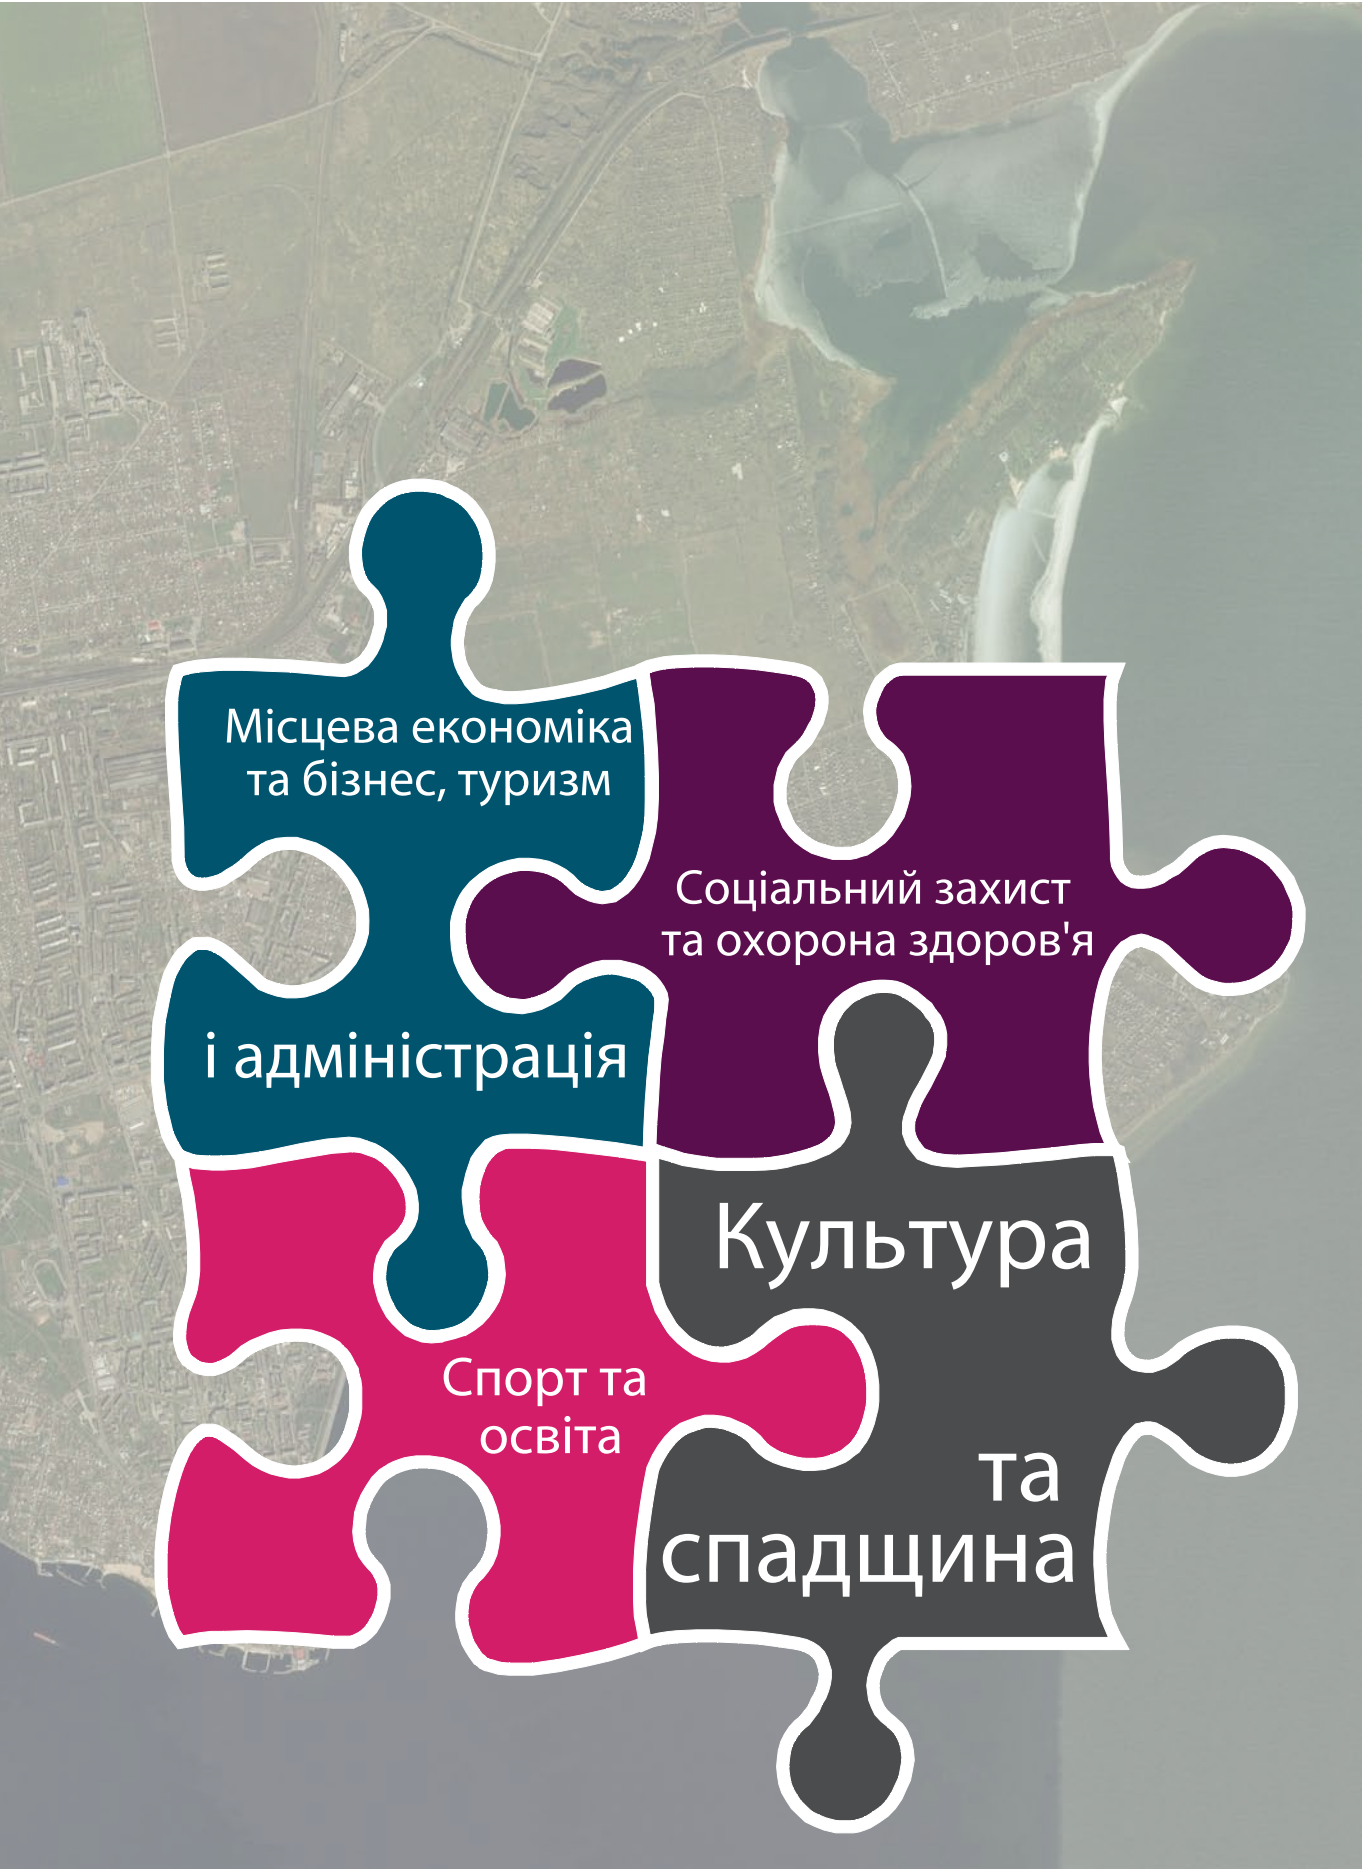 Місцева економіка
та бізнес, туризм
і адміністрація
Соціальний захист
та охорона здоров'я
Спорт та
освіта
Культура
та
спадщина